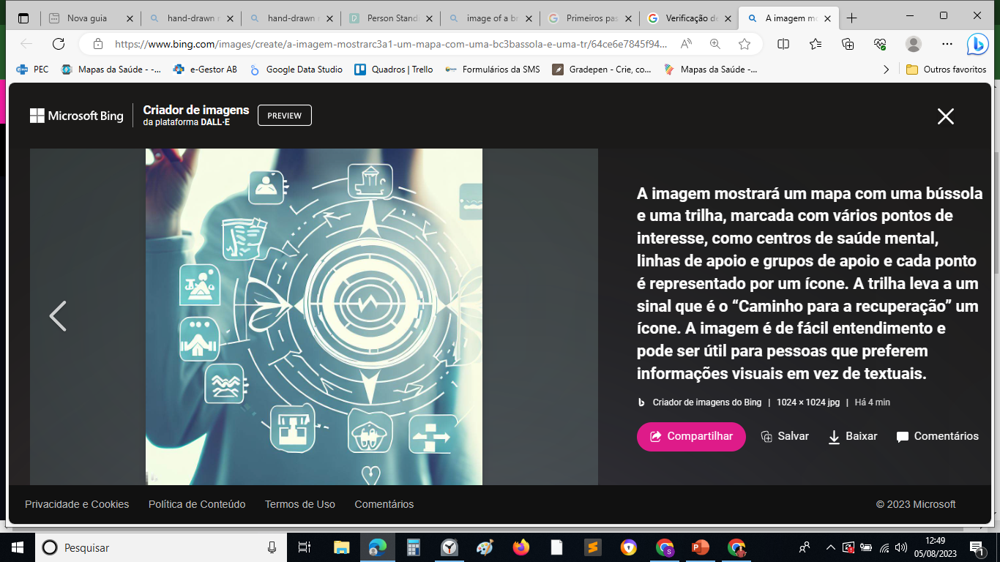 Nova guia
hand-drawn r
hand-drawn r
Person Stand
image of a br
Primeiros pas
Verificação de
A imagem mo
https://www.bing.com/images/create/a-imagem-mostrarc3a1-um-mapa-com-uma-bc3bassola-e-uma-tr/64ce6e7845f94...
PEC
Mapas da Saúde - -...
e-Gestor AB
Google Data Studio
Quadros | Trello
Formulários da SMS
Gradepen - Crie, co...
Mapas da Saúde -...
Outros favoritos
Microsoft Bing
Criador de imagens
da plataforma DALL·E
PREVIEW
A imagem mostrará um mapa com uma bússola
e uma trilha, marcada com vários pontos de
interesse, como centros de saúde mental,
linhas de apoio e grupos de apoio e cada ponto
é representado por um ícone. A trilha leva a um
sinal que é o “Caminho para a recuperação” um
ícone. A imagem é de fácil entendimento e
pode ser útil para pessoas que preferem
informações visuais em vez de textuais.
Criador de imagens do Bing | 1024 × 1024 jpg | Há 4 min
Compartilhar
Salvar
Baixar
Comentários
Privacidade e Cookies
Política de Conteúdo
Termos de Uso
Comentários
© 2023 Microsoft
Pesquisar
12:49
05/08/2023
1